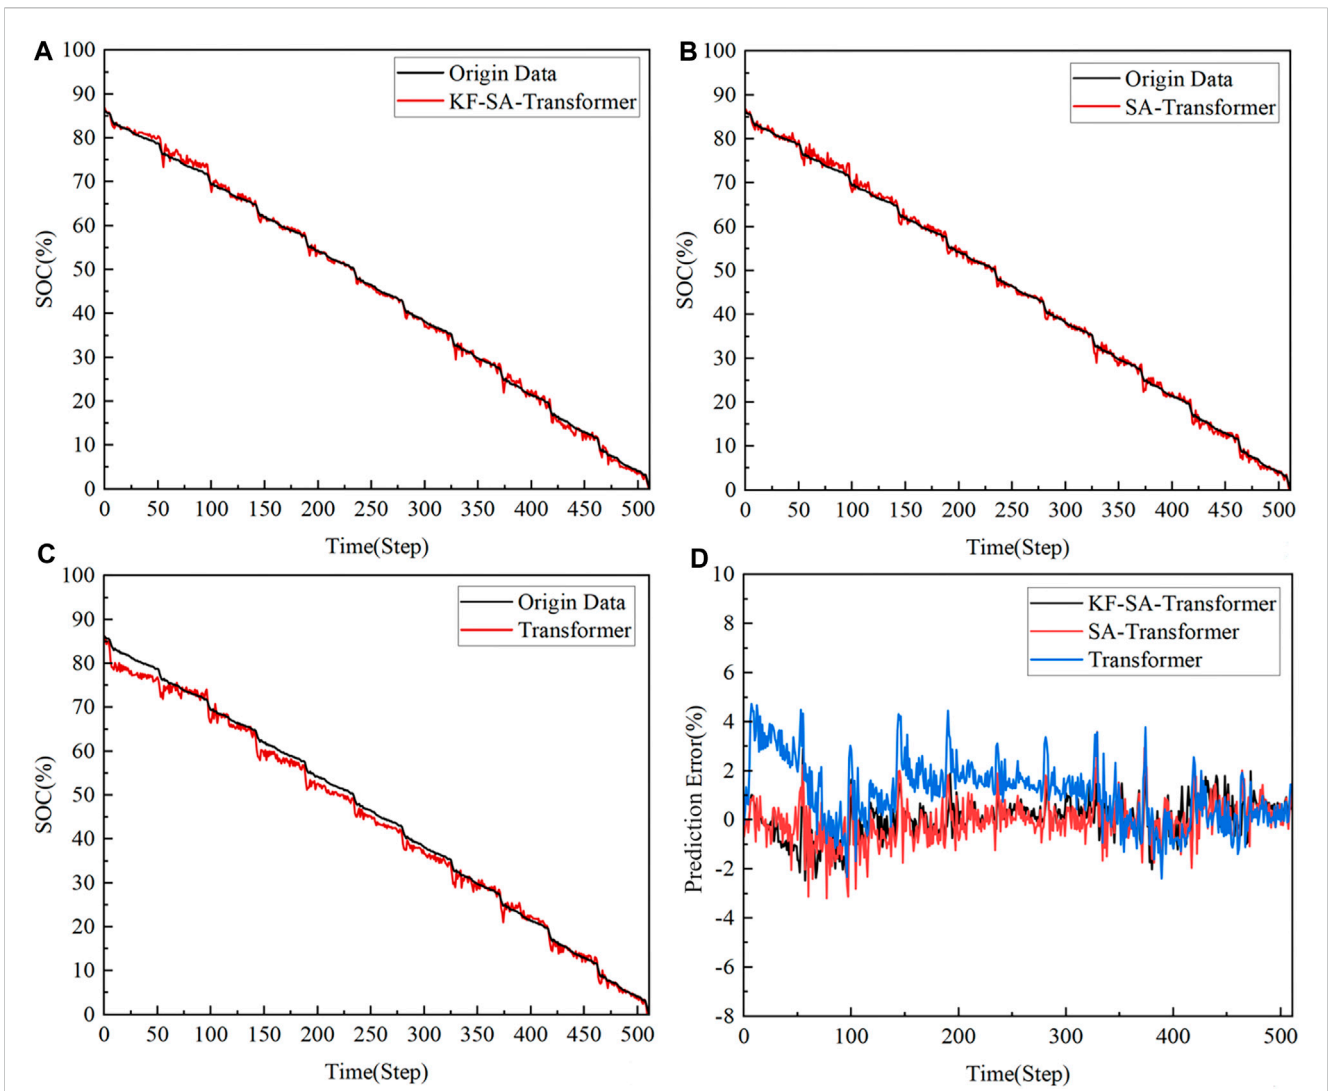 A
100
90
80
70
60
50
40
30
20
10
0
SOC(%)
Origin Data
KF-SA-Transformer
0 50 100 150 200 250 300 350 400 450 500
Time(Step)
B
100
90
80
70
60
50
40
30
20
10
0
SOC(%)
Origin Data
SA-Transformer
0 50 100 150 200 250 300 350 400 450 500
Time(Step)
C
100
90
80
70
60
50
40
30
20
10
0
SOC(%)
Origin Data
Transformer
0 50 100 150 200 250 300 350 400 450 500
Time(Step)
D
10
8
6
4
2
0
-2
-4
-6
-8
Prediction Error(%)
KF-SA-Transformer
SA-Transformer
Transformer
0 100 200 300 400 500
Time(Step)